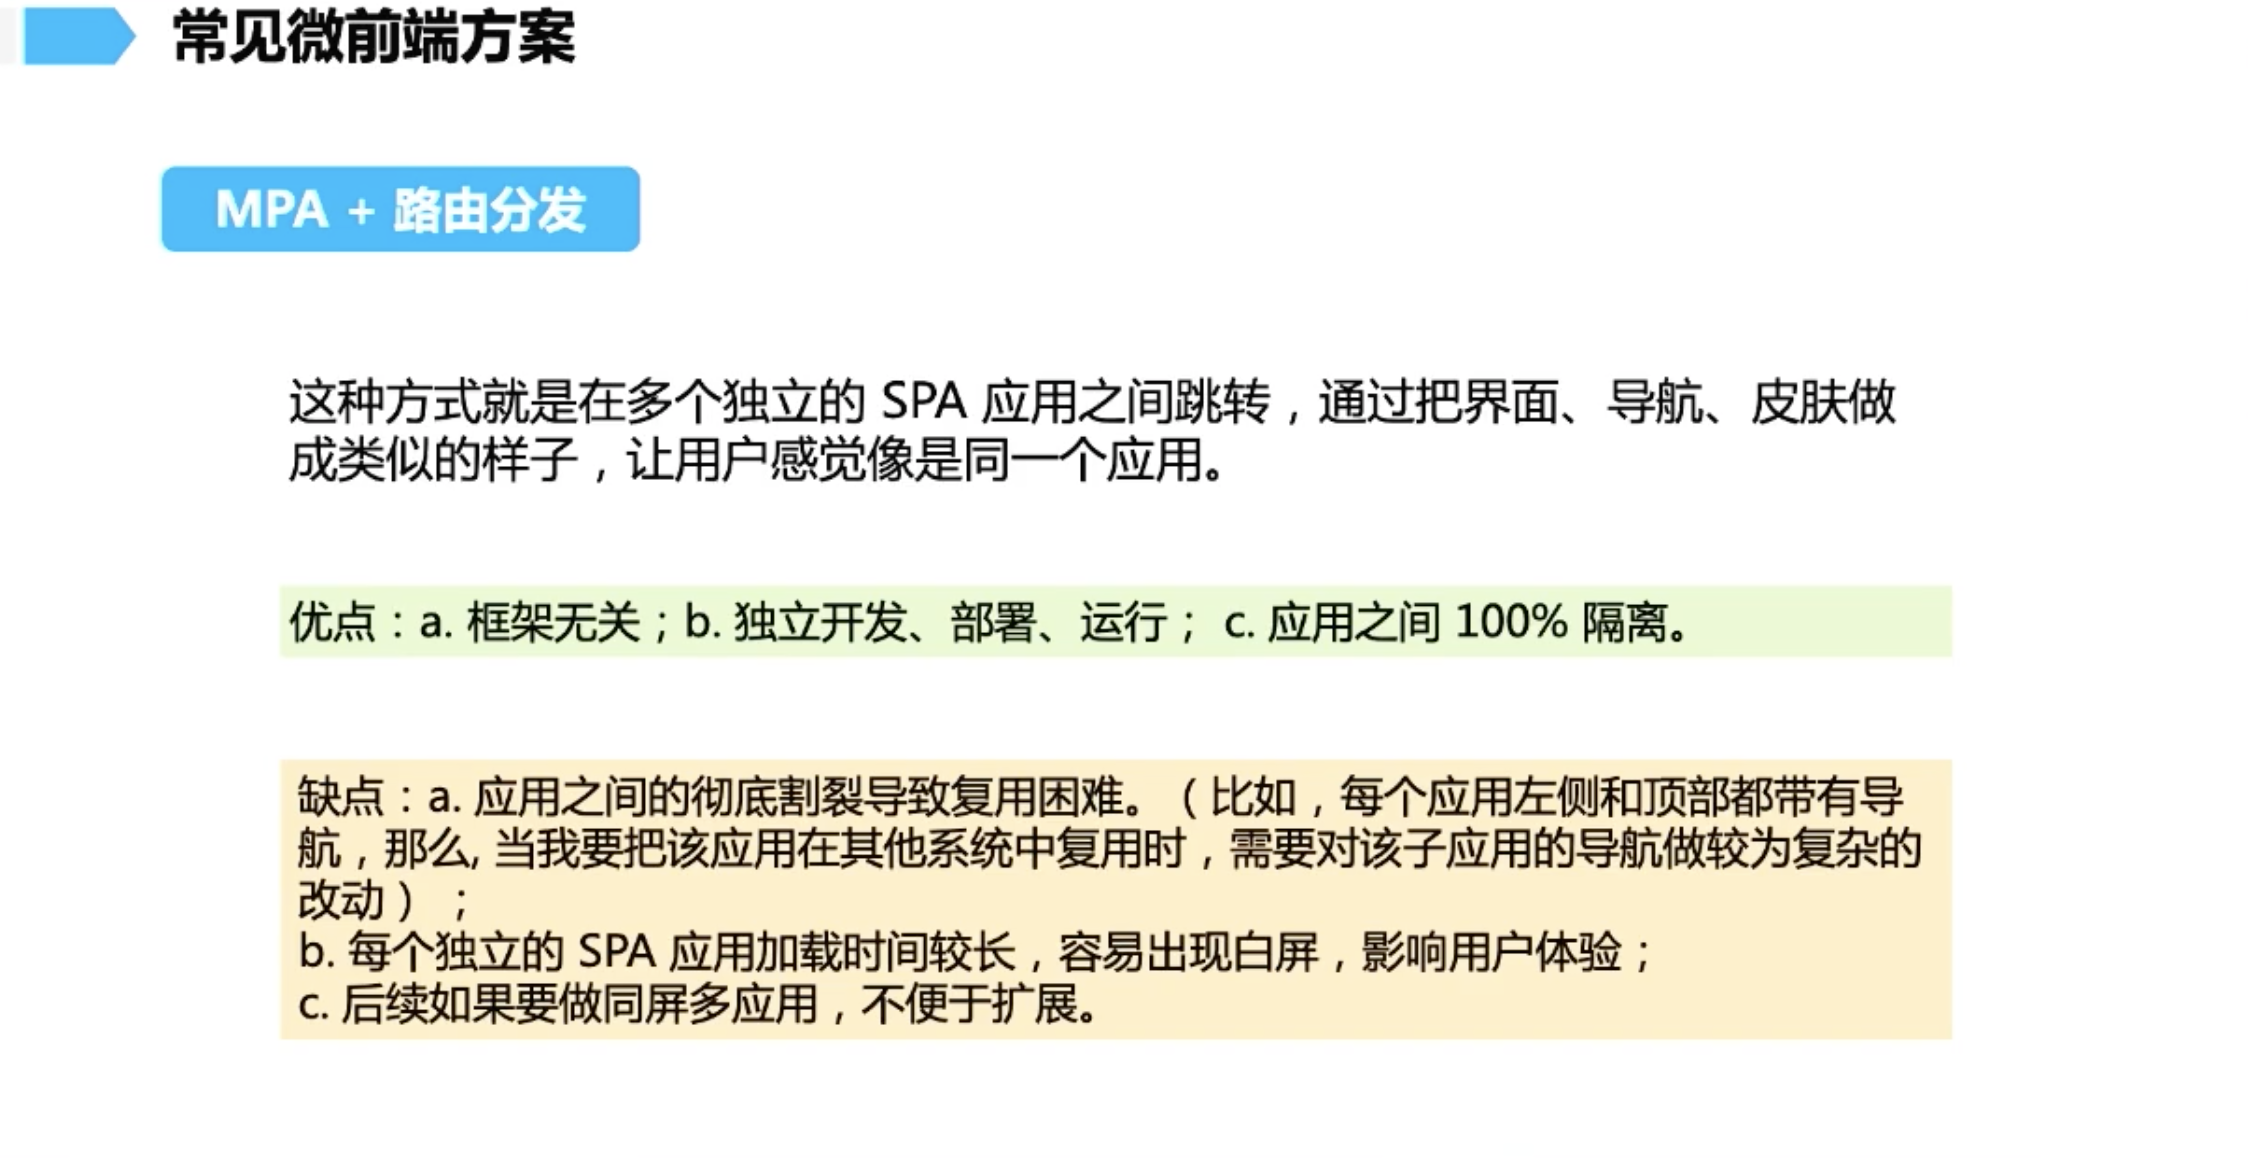 常见微前端方案
MPA + 路由分发
这种方式就是在多个独立的 SPA 应用之间跳转，通过把界面、导航、皮肤做
成类似的样子，让用户感觉像是同一个应用。
优点：a. 框架无关；b. 独立开发、部署、运行； c. 应用之间 100% 隔离。
缺点：a. 应用之间的彻底割裂导致复用困难。（比如，每个应用左侧和顶部都带有导
航，那么, 当我要把该应用在其他系统中复用时，需要对该子应用的导航做较为复杂的
改动）；
b. 每个独立的 SPA 应用加载时间较长，容易出现白屏，影响用户体验；
c. 后续如果要做同屏多应用，不便于扩展。